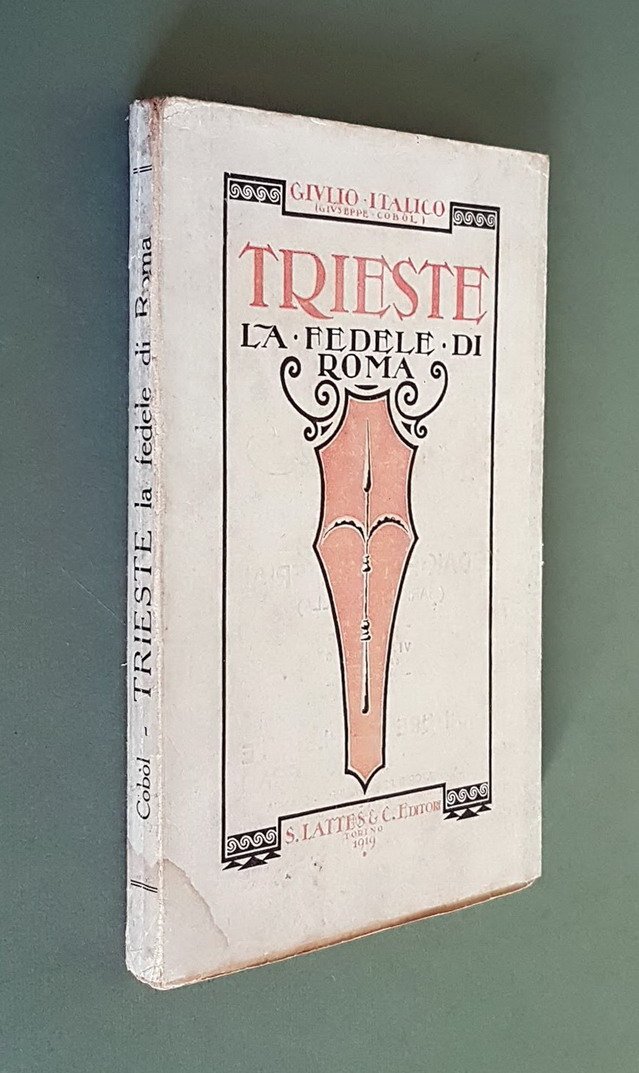 GIVLIO · ITALICO
(GIVSEPPE · COBÒL)
TRIESTE
LA · FEDELE · DI
ROMA
S. LATTES & C. EDITORI
TORINO
1919
Cobòl - TRIESTE la fedele di Roma